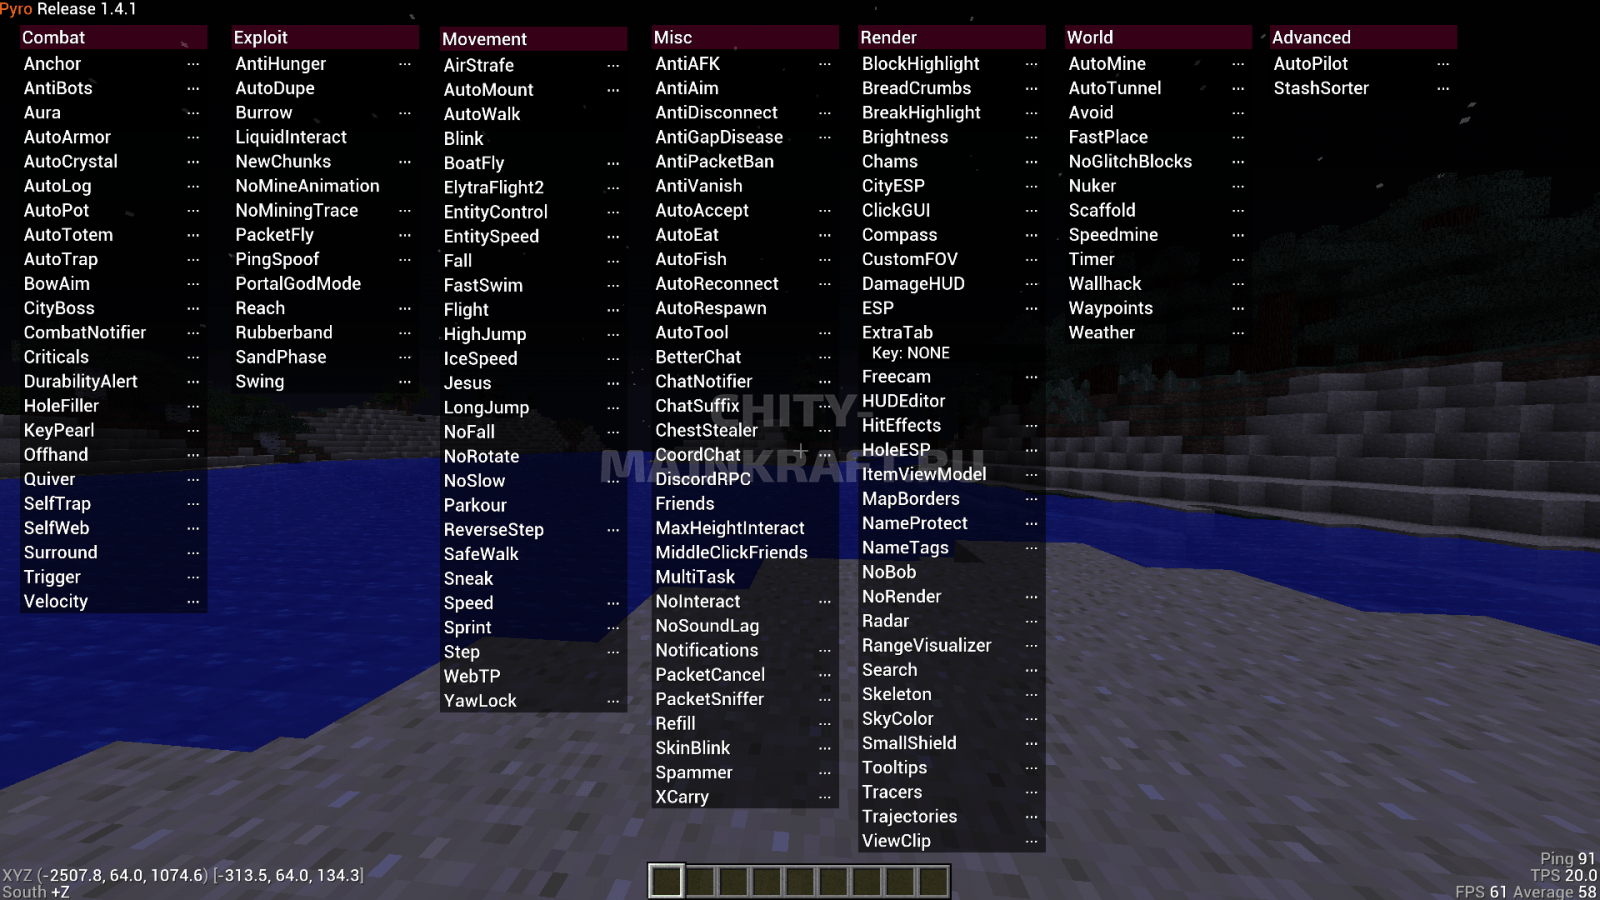 Pyro Release 1.4.1
Combat
Anchor ...
AntiBots ...
Aura ...
AutoArmor ...
AutoCrystal ...
AutoLog ...
AutoPot ...
AutoTotem ...
AutoTrap ...
BowAim ...
CityBoss ...
CombatNotifier ...
Criticals ...
DurabilityAlert ...
HoleFiller ...
KeyPearl ...
Offhand ...
Quiver ...
SelfTrap ...
SelfWeb ...
Surround ...
Trigger ...
Velocity ...
Exploit
AntiHunger ...
AutoDupe
Burrow ...
LiquidInteract
NewChunks ...
NoMineAnimation
NoMiningTrace ...
PacketFly ...
PingSpoof ...
PortalGodMode
Reach ...
Rubberband ...
SandPhase ...
Swing ...
Movement
AirStrafe ...
AutoMount ...
AutoWalk
Blink
BoatFly ...
ElytraFlight2 ...
EntityControl ...
EntitySpeed ...
Fall ...
FastSwim ...
Flight ...
HighJump ...
IceSpeed ...
Jesus ...
LongJump ...
NoFall ...
NoRotate
NoSlow ...
Parkour
ReverseStep ...
SafeWalk
Sneak
Speed ...
Sprint ...
Step ...
WebTP
YawLock ...
Misc
AntiAFK ...
AntiAim
AntiDisconnect ...
AntiGapDisease ...
AntiPacketBan
AntiVanish
AutoAccept ...
AutoEat ...
AutoFish ...
AutoReconnect ...
AutoRespawn
AutoTool ...
BetterChat ...
ChatNotifier ...
ChatSuffix ...
ChestStealer ...
CoordChat ...
DiscordRPC
Friends
MaxHeightInteract
MiddleClickFriends
MultiTask
NoInteract ...
NoSoundLag
Notifications ...
PacketCancel ...
PacketSniffer ...
Refill ...
SkinBlink ...
Spammer ...
XCarry ...
CHITY-
MAINKRAFT.RU
Render
BlockHighlight ...
BreadCrumbs ...
BreakHighlight ...
Brightness ...
Chams ...
CityESP ...
ClickGUI ...
Compass ...
CustomFOV ...
DamageHUD ...
ESP ...
ExtraTab
Key: NONE
Freecam ...
HUDEditor
HitEffects ...
HoleESP ...
ItemViewModel ...
MapBorders ...
NameProtect ...
NameTags ...
NoBob
NoRender ...
Radar ...
RangeVisualizer ...
Search ...
Skeleton ...
SkyColor ...
SmallShield ...
Tooltips ...
Tracers ...
Trajectories ...
ViewClip ...
World
AutoMine ...
AutoTunnel ...
Avoid ...
FastPlace ...
NoGlitchBlocks ...
Nuker ...
Scaffold ...
Speedmine ...
Timer ...
Wallhack ...
Waypoints ...
Weather ...
Advanced
AutoPilot ...
StashSorter ...
XYZ (-2507.8, 64.0, 1074.6) [-313.5, 64.0, 134.3]
South +Z
Ping 91
TPS 20.0
FPS 61 Average 58